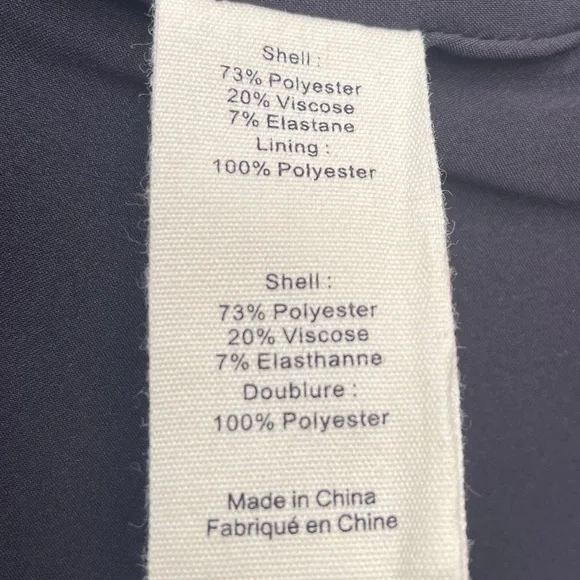 Shell :
73% Polyester
20% Viscose
7% Elastane
Lining :
100% Polyester
Shell :
73% Polyester
20% Viscose
7% Elasthanne
Doublure :
100% Polyester
Made in China
Fabriqué en Chine